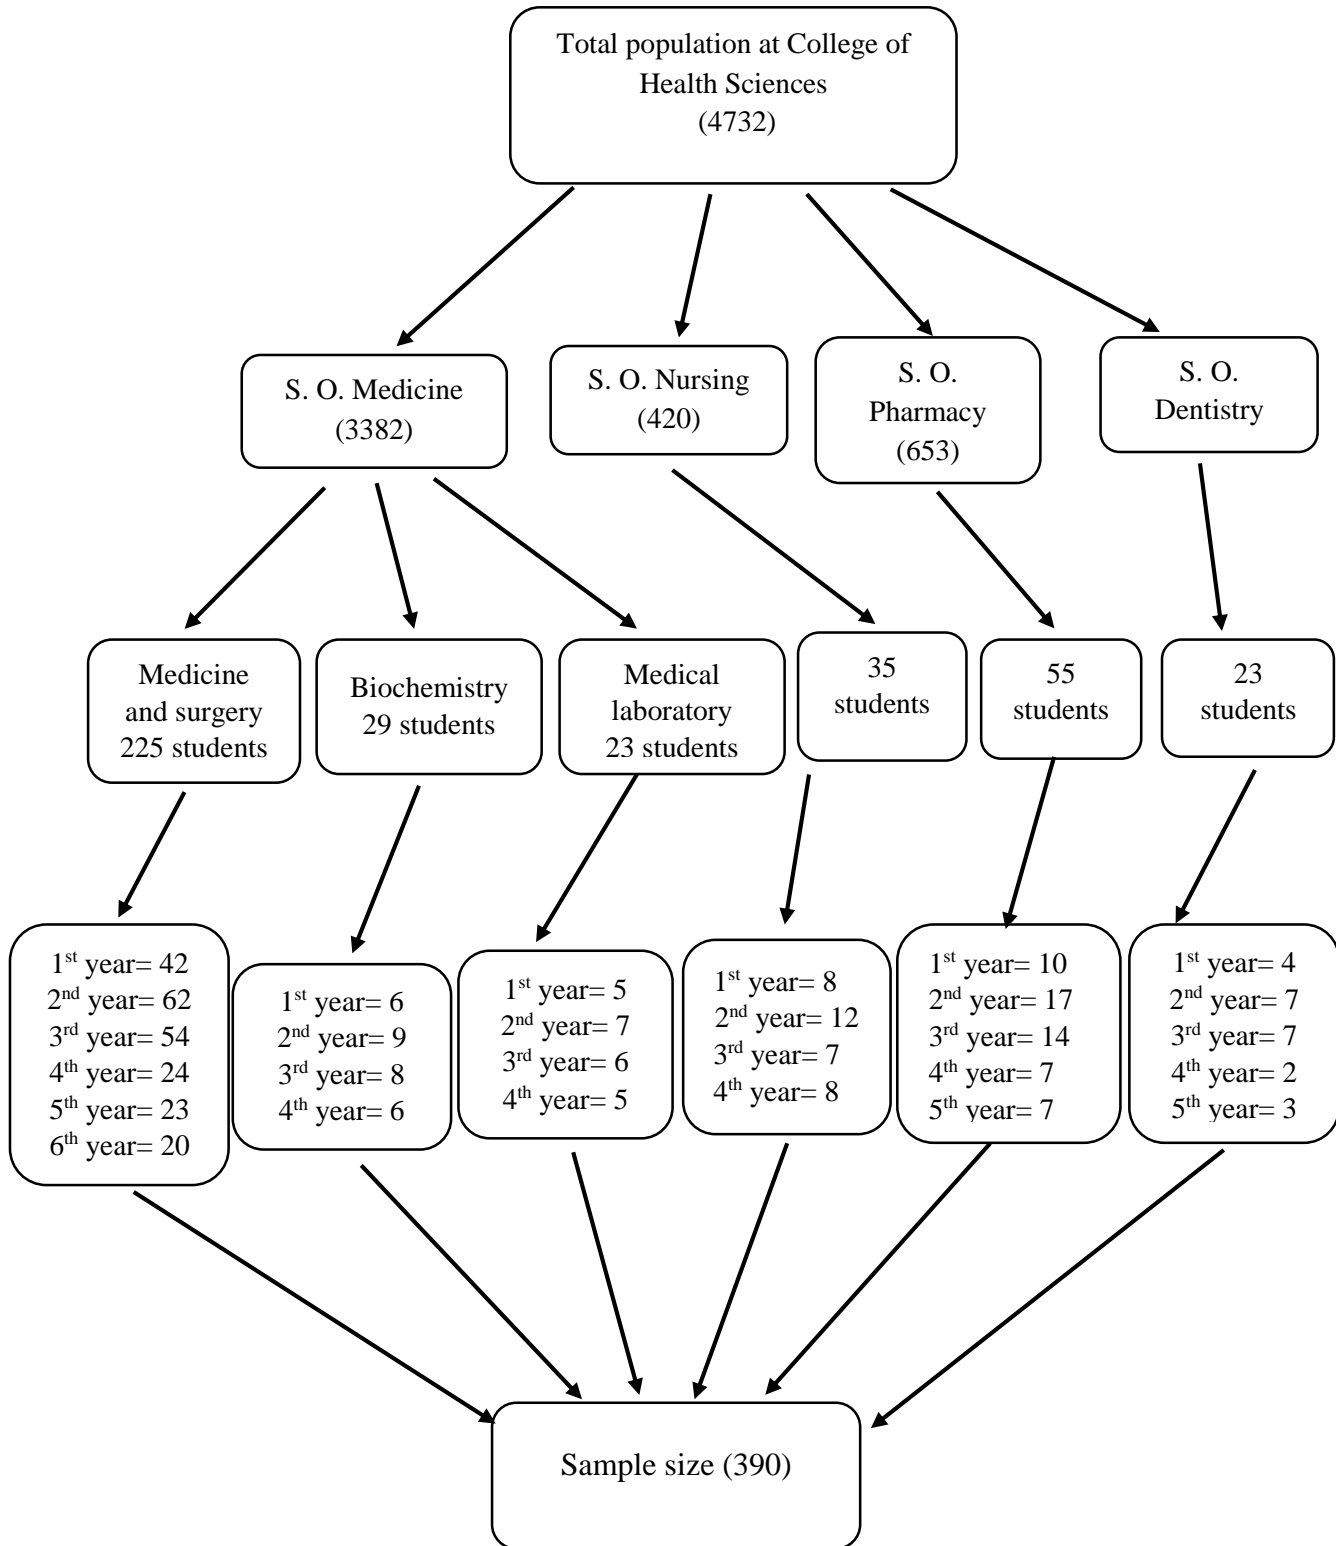 Total population at College of
Health Sciences
(4732)
S. O. Medicine
(3382)
S. O. Nursing
(420)
S. O.
Pharmacy
(653)
S. O.
Dentistry
Medicine
and surgery
225 students
Biochemistry
29 students
Medical
laboratory
23 students
35
students
55
students
23
students
1st year= 42
2nd year= 62
3rd year= 54
4th year= 24
5th year= 23
6th year= 20
1st year= 6
2nd year= 9
3rd year= 8
4th year= 6
1st year= 5
2nd year= 7
3rd year= 6
4th year= 5
1st year= 8
2nd year= 12
3rd year= 7
4th year= 8
1st year= 10
2nd year= 17
3rd year= 14
4th year= 7
5th year= 7
1st year= 4
2nd year= 7
3rd year= 7
4th year= 2
5th year= 3
Sample size (390)